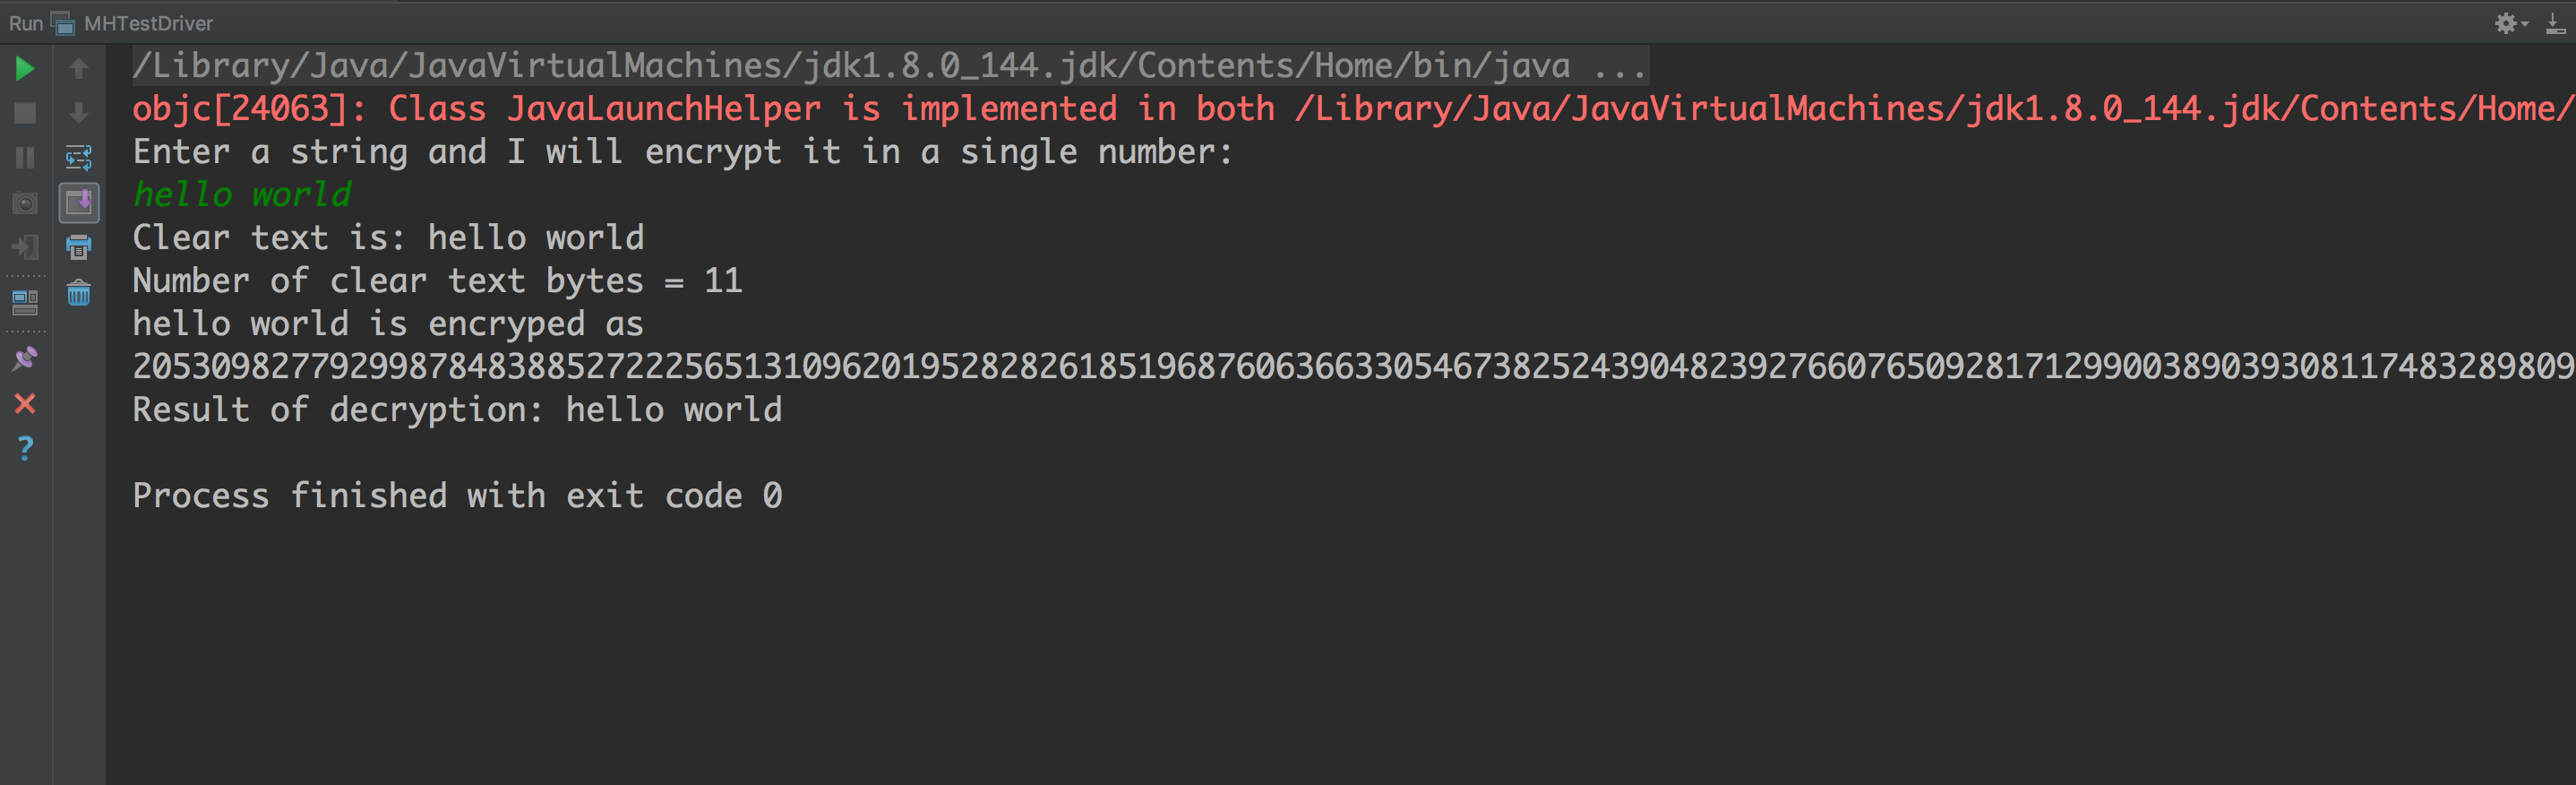 Run MHTestDriver
/Library/Java/JavaVirtualMachines/jdk1.8.0_144.jdk/Contents/Home/bin/java ...
objc[24063]: Class JavaLaunchHelper is implemented in both /Library/Java/JavaVirtualMachines/jdk1.8.0_144.jdk/Contents/Home/
Enter a string and I will encrypt it in a single number:
hello world
Clear text is: hello world
Number of clear text bytes = 11
hello world is encryped as
205309827792998784838852722256513109620195282826185196876063663305467382524390482392766076509281712990038903930811748328980 9
Result of decryption: hello world

Process finished with exit code 0